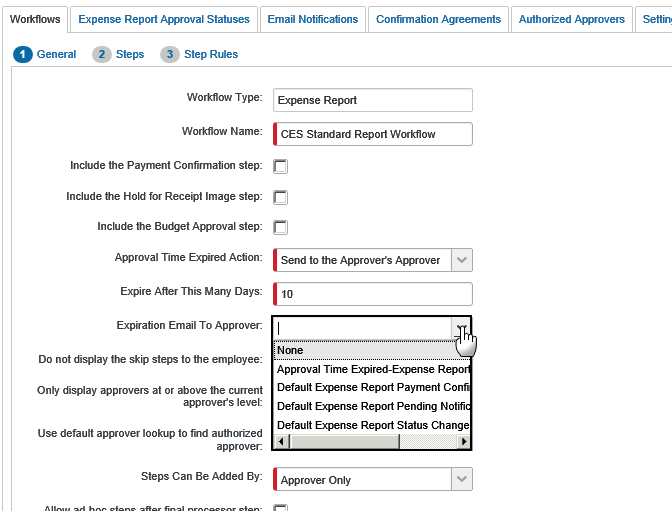 Workflows
Expense Report Approval Statuses
Email Notifications
Confirmation Agreements
Authorized Approvers
Settin
1 General
2 Steps
3 Step Rules
Workflow Type:
Expense Report
Workflow Name:
CES Standard Report Workflow
Include the Payment Confirmation step:
Include the Hold for Receipt Image step:
Include the Budget Approval step:
Approval Time Expired Action:
Send to the Approver's Approver
Expire After This Many Days:
10
Expiration Email To Approver:
None
Approval Time Expired-Expense Report
Default Expense Report Payment Confi
Default Expense Report Pending Notific
Default Expense Report Status Change
Do not display the skip steps to the employee:
Only display approvers at or above the current
approver's level:
Use default approver lookup to find authorized
approver:
Steps Can Be Added By:
Approver Only
Allow ad hoc steps after final processor step: